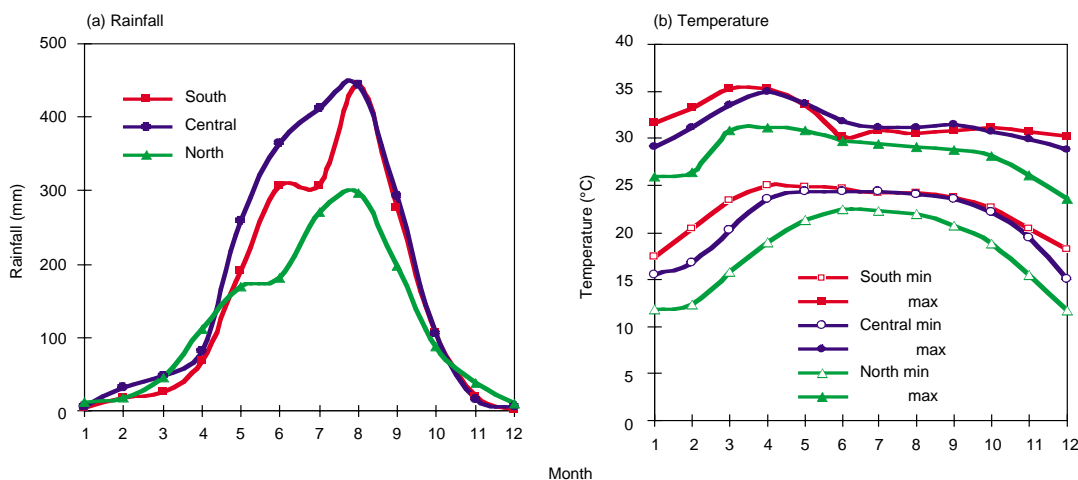 (a) Rainfall
500
400
300
200
100
0
Rainfall (mm)
South
Central
North
1 2 3 4 5 6 7 8 9 10 11 12
(b) Temperature
40
35
30
25
20
15
10
5
0
Temperature (°C)
South min
max
Central min
max
North min
max
1 2 3 4 5 6 7 8 9 10 11 12
Month